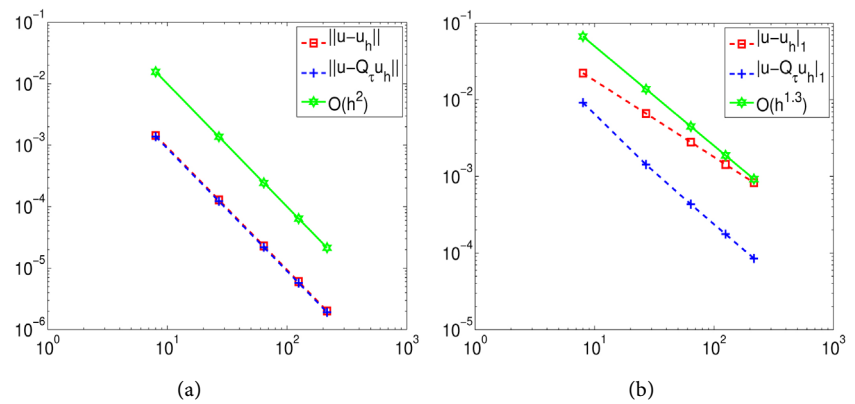 10^-1
10^-2
10^-3
10^-4
10^-5
10^-6
10^0 10^1 10^2 10^3
||u−u_h||
||u−Q_τu_h||
O(h^2)
(a)
10^-1
10^-2
10^-3
10^-4
10^-5
10^0 10^1 10^2 10^3
|u−u_h|_1
|u−Q_τu_h|_1
O(h^1.3)
(b)